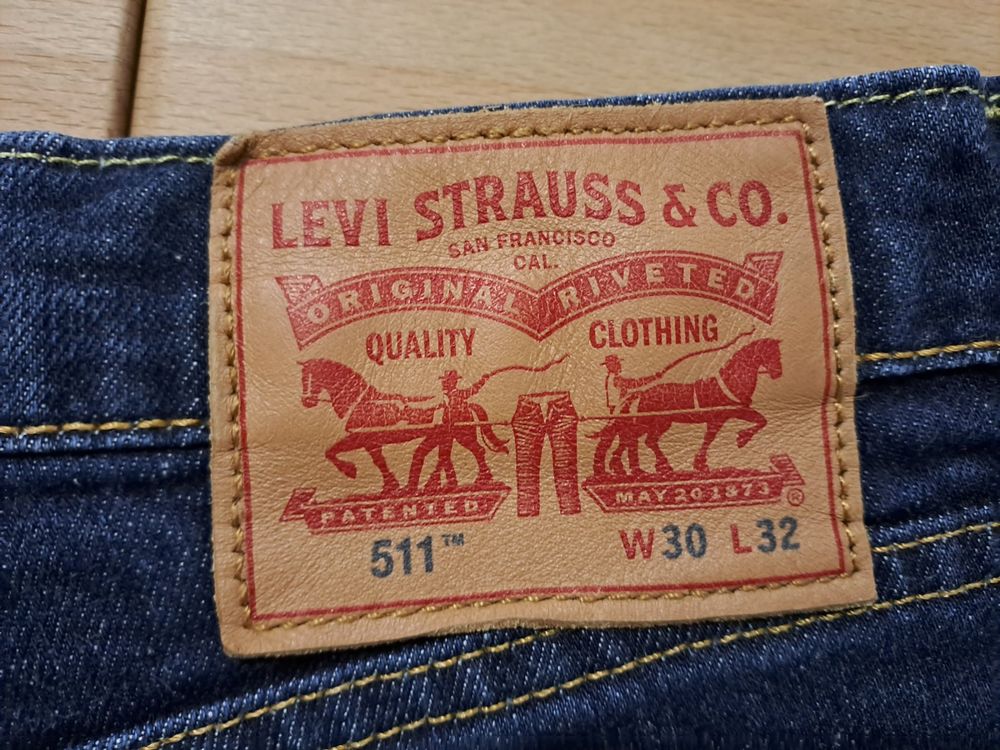 LEVI STRAUSS & CO.
SAN FRANCISCO
CAL.
ORIGINAL RIVETED
QUALITY CLOTHING
PATENTED MAY 20 1873 ®
511™ W30 L32